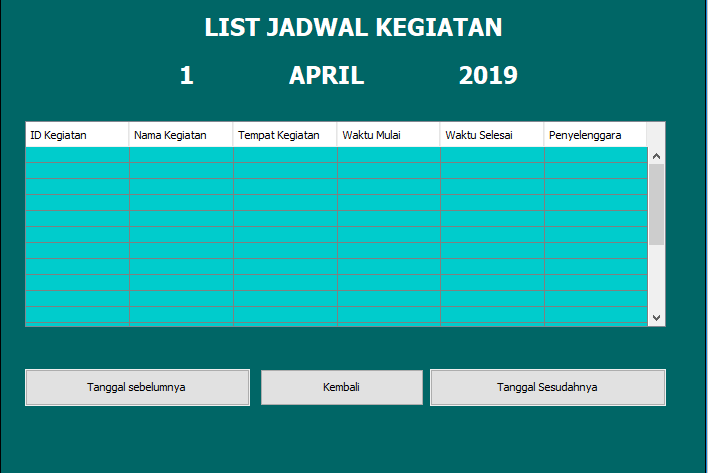 LIST JADWAL KEGIATAN
1 APRIL 2019
ID Kegiatan Nama Kegiatan Tempat Kegiatan Waktu Mulai Waktu Selesai Penyelenggara
Tanggal sebelumnya Kembali Tanggal Sesudahnya